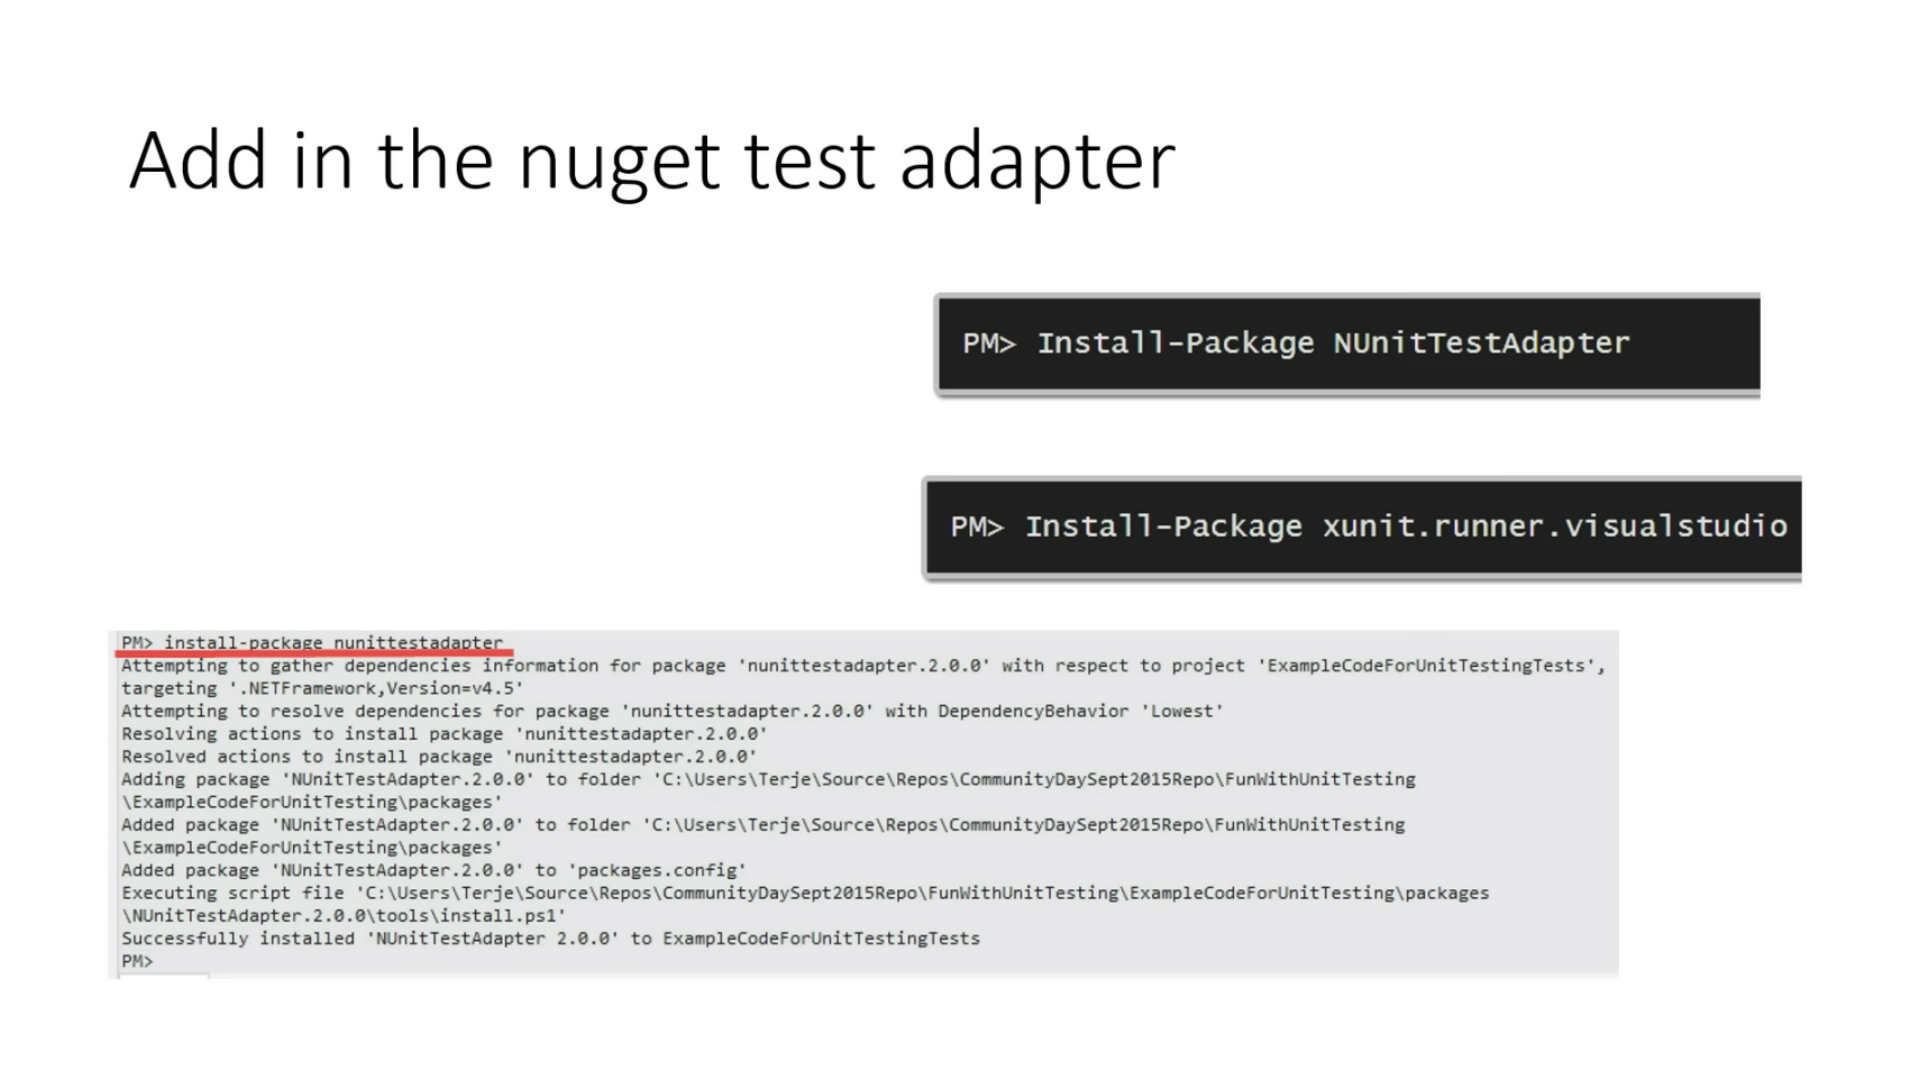 Add in the nuget test adapter
PM> Install-Package NUnitTestAdapter
PM> Install-Package xunit.runner.visualstudio
PM> install-package nunittestadapter
Attempting to gather dependencies information for package 'nunittestadapter.2.0.0' with respect to project 'ExampleCodeForUnitTestingTests',
targeting '.NETFramework,Version=v4.5'
Attempting to resolve dependencies for package 'nunittestadapter.2.0.0' with DependencyBehavior 'Lowest'
Resolving actions to install package 'nunittestadapter.2.0.0'
Resolved actions to install package 'nunittestadapter.2.0.0'
Adding package 'NUnitTestAdapter.2.0.0' to folder 'C:\Users\Terje\Source\Repos\CommunityDaySept2015Repo\FunWithUnitTesting
\ExampleCodeForUnitTesting\packages'
Added package 'NUnitTestAdapter.2.0.0' to folder 'C:\Users\Terje\Source\Repos\CommunityDaySept2015Repo\FunWithUnitTesting
\ExampleCodeForUnitTesting\packages'
Added package 'NUnitTestAdapter.2.0.0' to 'packages.config'
Executing script file 'C:\Users\Terje\Source\Repos\CommunityDaySept2015Repo\FunWithUnitTesting\ExampleCodeForUnitTesting\packages
\NUnitTestAdapter.2.0.0\tools\install.ps1'
Successfully installed 'NUnitTestAdapter 2.0.0' to ExampleCodeForUnitTestingTests
PM>